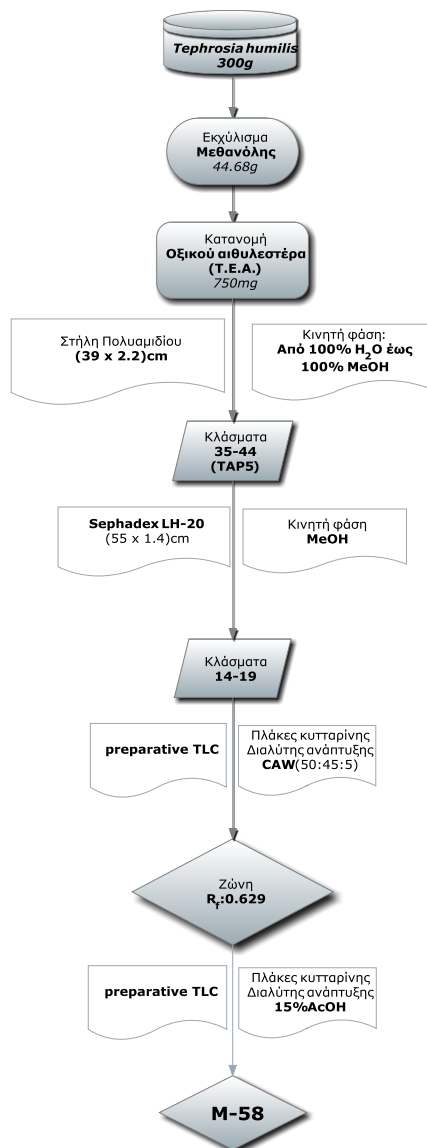 Tephrosia humilis
300g
Εκχύλισμα
Μεθανόλης
44.68g
Κατανομή
Οξικού αιθυλεστέρα
(Τ.Ε.Α.)
750mg
Στήλη Πολυαμιδίου
(39 x 2.2)cm
Κινητή φάση:
Από 100% H₂O έως
100% MeOH
Κλάσματα
35-44
(TAP5)
Sephadex LH-20
(55 x 1.4)cm
Κινητή φάση
MeOH
Κλάσματα
14-19
preparative TLC
Πλάκες κυτταρίνης
Διαλύτης ανάπτυξης
CAW(50:45:5)
Ζώνη
Rf:0.629
preparative TLC
Πλάκες κυτταρίνης
Διαλύτης ανάπτυξης
15%AcOH
M-58